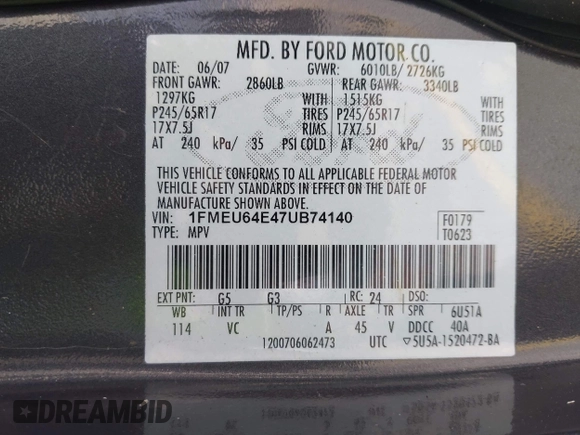 MFD. BY FORD MOTOR CO.
DATE: 06/07 GVWR: 6010LB/ 2726KG
FRONT GAWR: 2860LB REAR GAWR: 3340LB
1297KG WITH 1515KG WITH
P245/65R17 TIRES P245/65R17 TIRES
17X7.5J RIMS 17X7.5J RIMS
AT 240 kPa/ 35 PSI COLD AT 240 kPa/ 35 PSI COLD
THIS VEHICLE CONFORMS TO ALL APPLICABLE FEDERAL MOTOR
VEHICLE SAFETY STANDARDS IN EFFECT ON THE DATE OF
MANUFACTURE SHOWN ABOVE.
VIN: 1FMEU64E47UB74140 F0179
TYPE: MPV T0623
EXT PNT: G5 G3 RC: 24 DSO:
WB INT TR TP/PS R AXLE TR SPR 6U51A
114 VC A 45 V DDCC 40A
1200706062473 UTC ▽5U5A-1520472-BA
DREAMBID